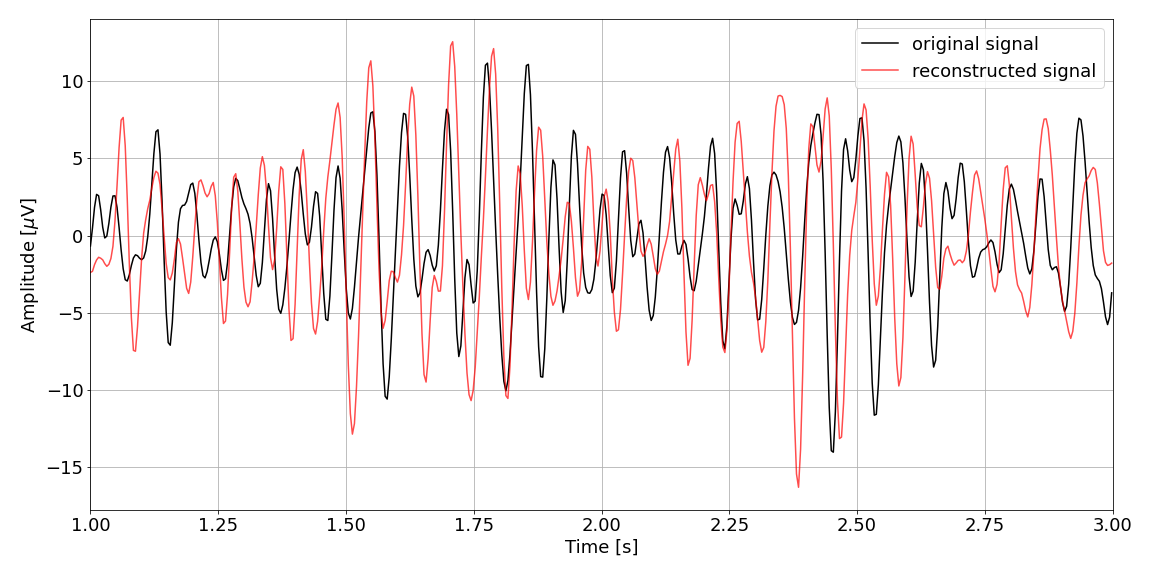 original signal
reconstructed signal
10
5
0
−5
−10
−15
Amplitude [μV]
1.00 1.25 1.50 1.75 2.00 2.25 2.50 2.75 3.00
Time [s]